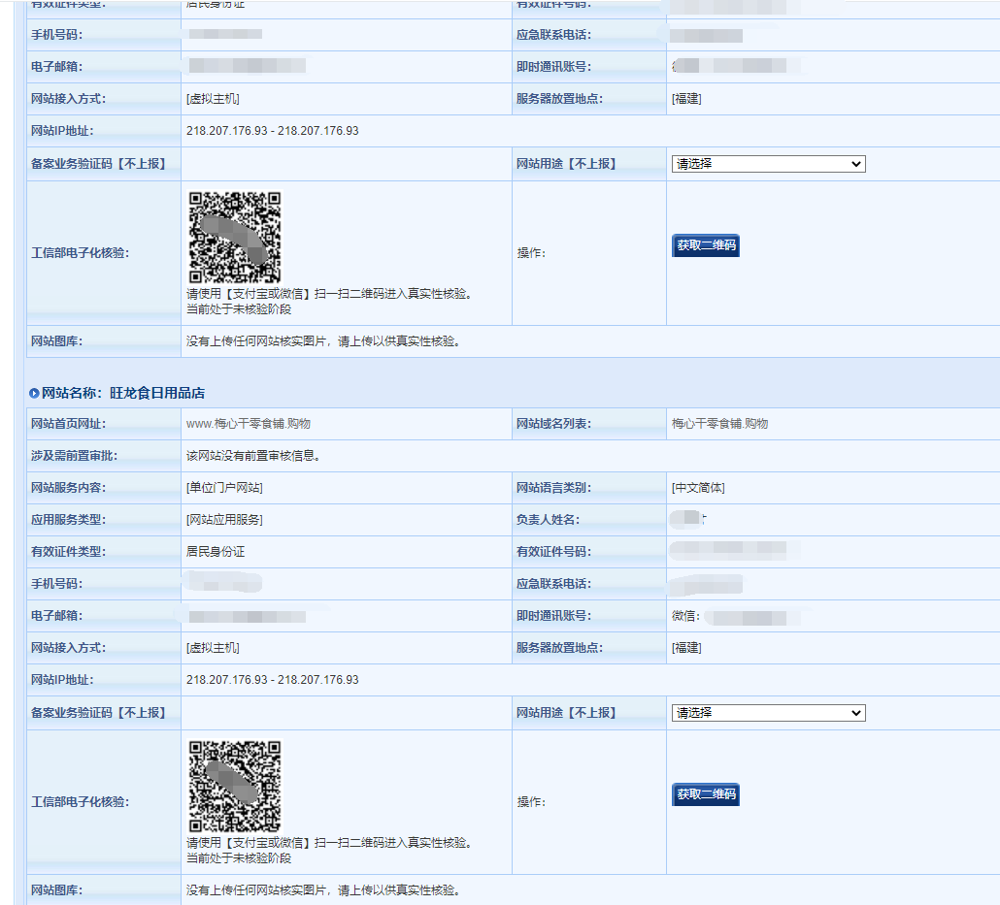 有效证件类型： 居民身份证 有效证件号码：
手机号码： 应急联系电话：
电子邮箱： 即时通讯账号：
网站接入方式： [虚拟主机] 服务器放置地点： [福建]
网站IP地址： 218.207.176.93 - 218.207.176.93
备案业务验证码【不上报】 网站用途【不上报】 请选择
工信部电子化核验： 操作： 获取二维码
请使用【支付宝或微信】扫一扫二维码进入真实性核验。
当前处于未核验阶段
网站图库： 没有上传任何网站核实图片，请上传以供真实性核验。
网站名称：旺龙食日用品店
网站首页网址： www.梅心干零食铺.购物 网站域名列表： 梅心干零食铺.购物
涉及需前置审批： 该网站没有前置审核信息。
网站服务内容： [单位门户网站] 网站语言类别： [中文简体]
应用服务类型： [网站应用服务] 负责人姓名：
有效证件类型： 居民身份证 有效证件号码：
手机号码： 应急联系电话：
电子邮箱： 即时通讯账号： 微信：
网站接入方式： [虚拟主机] 服务器放置地点： [福建]
网站IP地址： 218.207.176.93 - 218.207.176.93
备案业务验证码【不上报】 网站用途【不上报】 请选择
工信部电子化核验： 操作： 获取二维码
请使用【支付宝或微信】扫一扫二维码进入真实性核验。
当前处于未核验阶段
网站图库： 没有上传任何网站核实图片，请上传以供真实性核验。